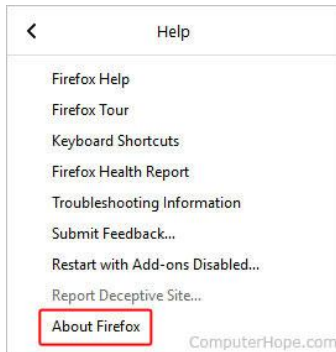 Help
Firefox Help
Firefox Tour
Keyboard Shortcuts
Firefox Health Report
Troubleshooting Information
Submit Feedback...
Restart with Add-ons Disabled...
Report Deceptive Site...
About Firefox
ComputerHope.com